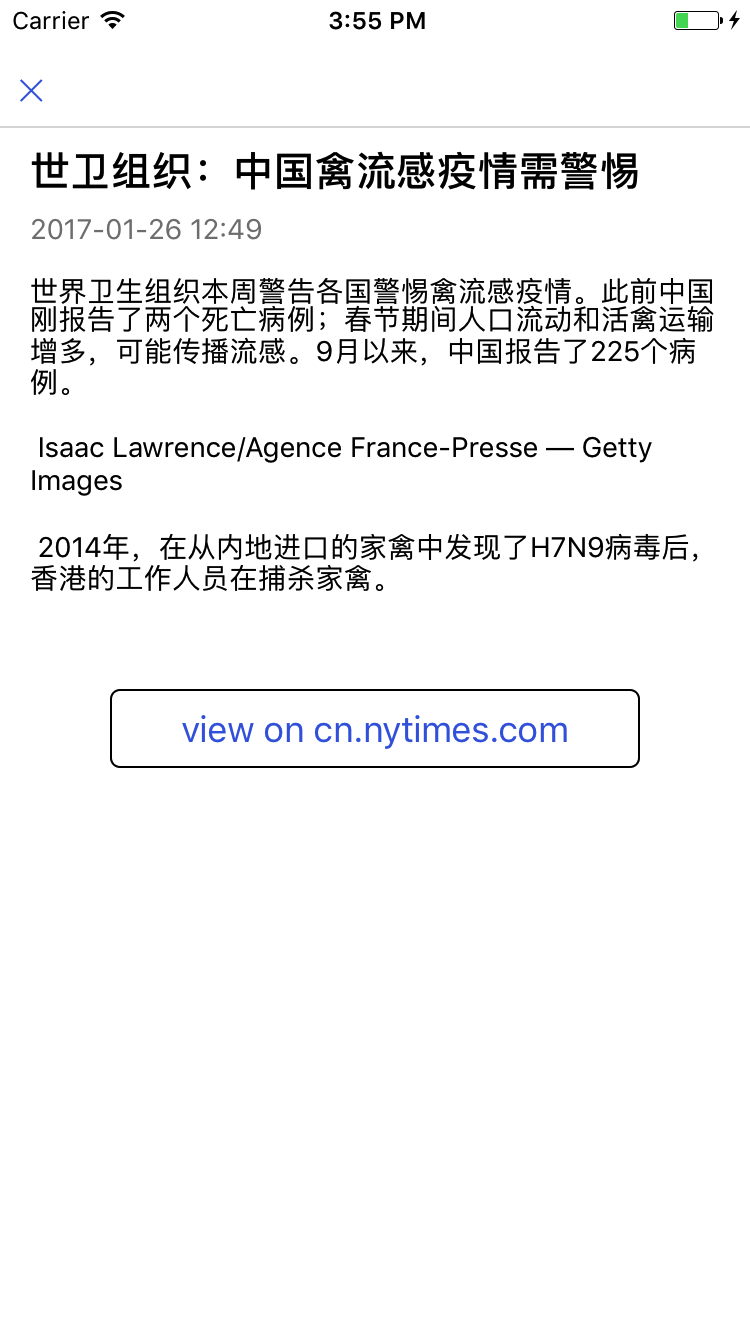 Carrier 3:55 PM
世卫组织：中国禽流感疫情需警惕
2017-01-26 12:49
世界卫生组织本周警告各国警惕禽流感疫情。此前中国
刚报告了两个死亡病例；春节期间人口流动和活禽运输
增多，可能传播流感。9月以来，中国报告了225个病
例。
Isaac Lawrence/Agence France-Presse — Getty
Images
2014年，在从内地进口的家禽中发现了H7N9病毒后，
香港的工作人员在捕杀家禽。
view on cn.nytimes.com